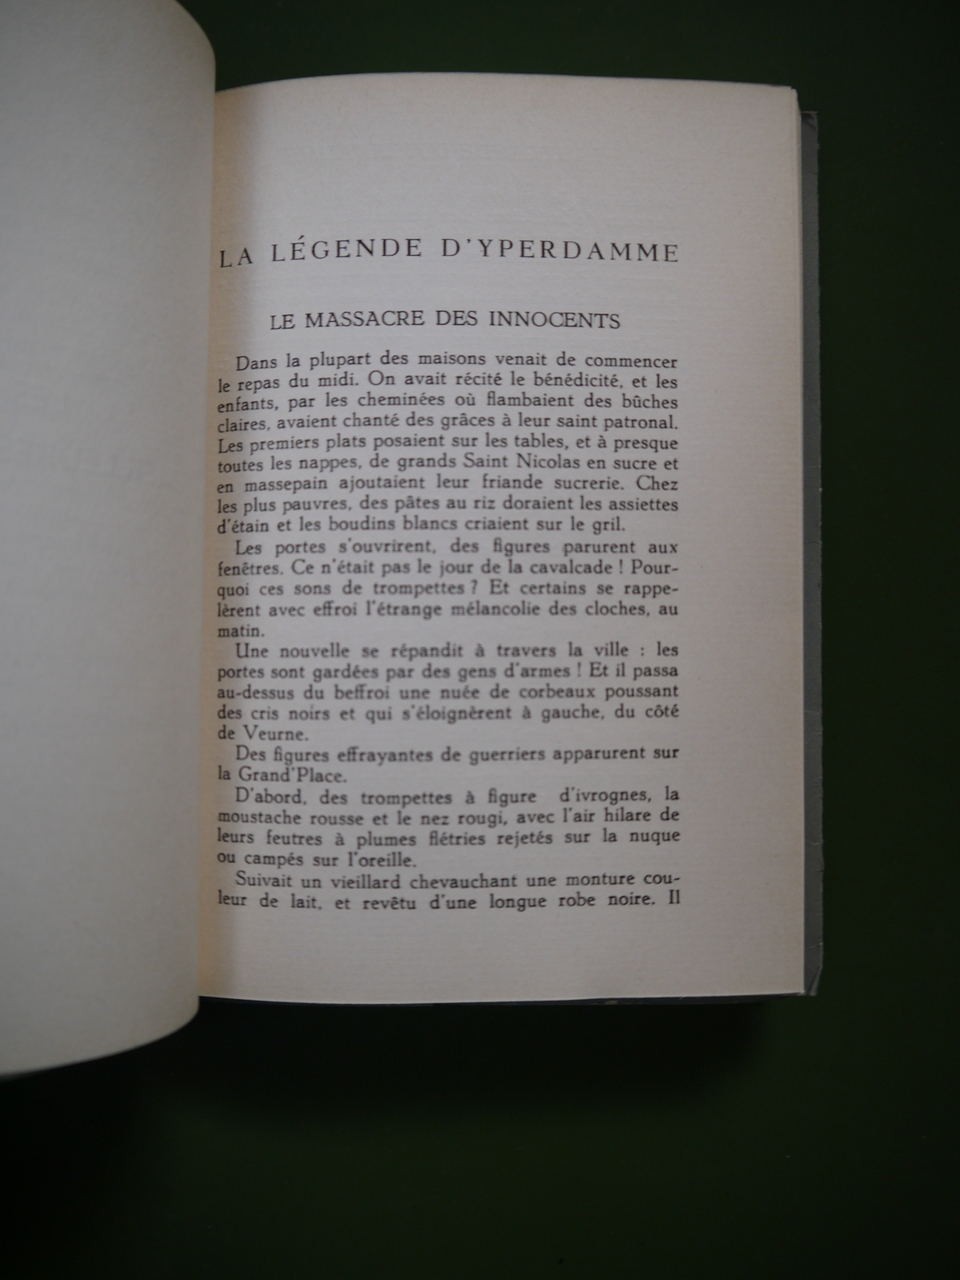 LA LÉGENDE D'YPERDAMME
LE MASSACRE DES INNOCENTS
Dans la plupart des maisons venait de commencer
le repas du midi. On avait récité le bénédicité, et les
enfants, par les cheminées où flambaient des bûches
claires, avaient chanté des grâces à leur saint patronal.
Les premiers plats posaient sur les tables, et à presque
toutes les nappes, de grands Saint Nicolas en sucre et
en massepain ajoutaient leur friande sucrerie. Chez
les plus pauvres, des pâtes au riz doraient les assiettes
d'étain et les boudins blancs criaient sur le gril.
Les portes s'ouvrirent, des figures parurent aux
fenêtres. Ce n'était pas le jour de la cavalcade ! Pour-
quoi ces sons de trompettes ? Et certains se rappe-
lèrent avec effroi l'étrange mélancolie des cloches, au
matin.
Une nouvelle se répandit à travers la ville : les
portes sont gardées par des gens d'armes ! Et il passa
au-dessus du beffroi une nuée de corbeaux poussant
des cris noirs et qui s'éloignèrent à gauche, du côté
de Veurne.
Des figures effrayantes de guerriers apparurent sur
la Grand'Place.
D'abord, des trompettes à figure d'ivrognes, la
moustache rousse et le nez rougi, avec l'air hilare de
leurs feutres à plumes flétries rejetés sur la nuque
ou campés sur l'oreille.
Suivait un vieillard chevauchant une monture cou-
leur de lait, et revêtu d'une longue robe noire. Il